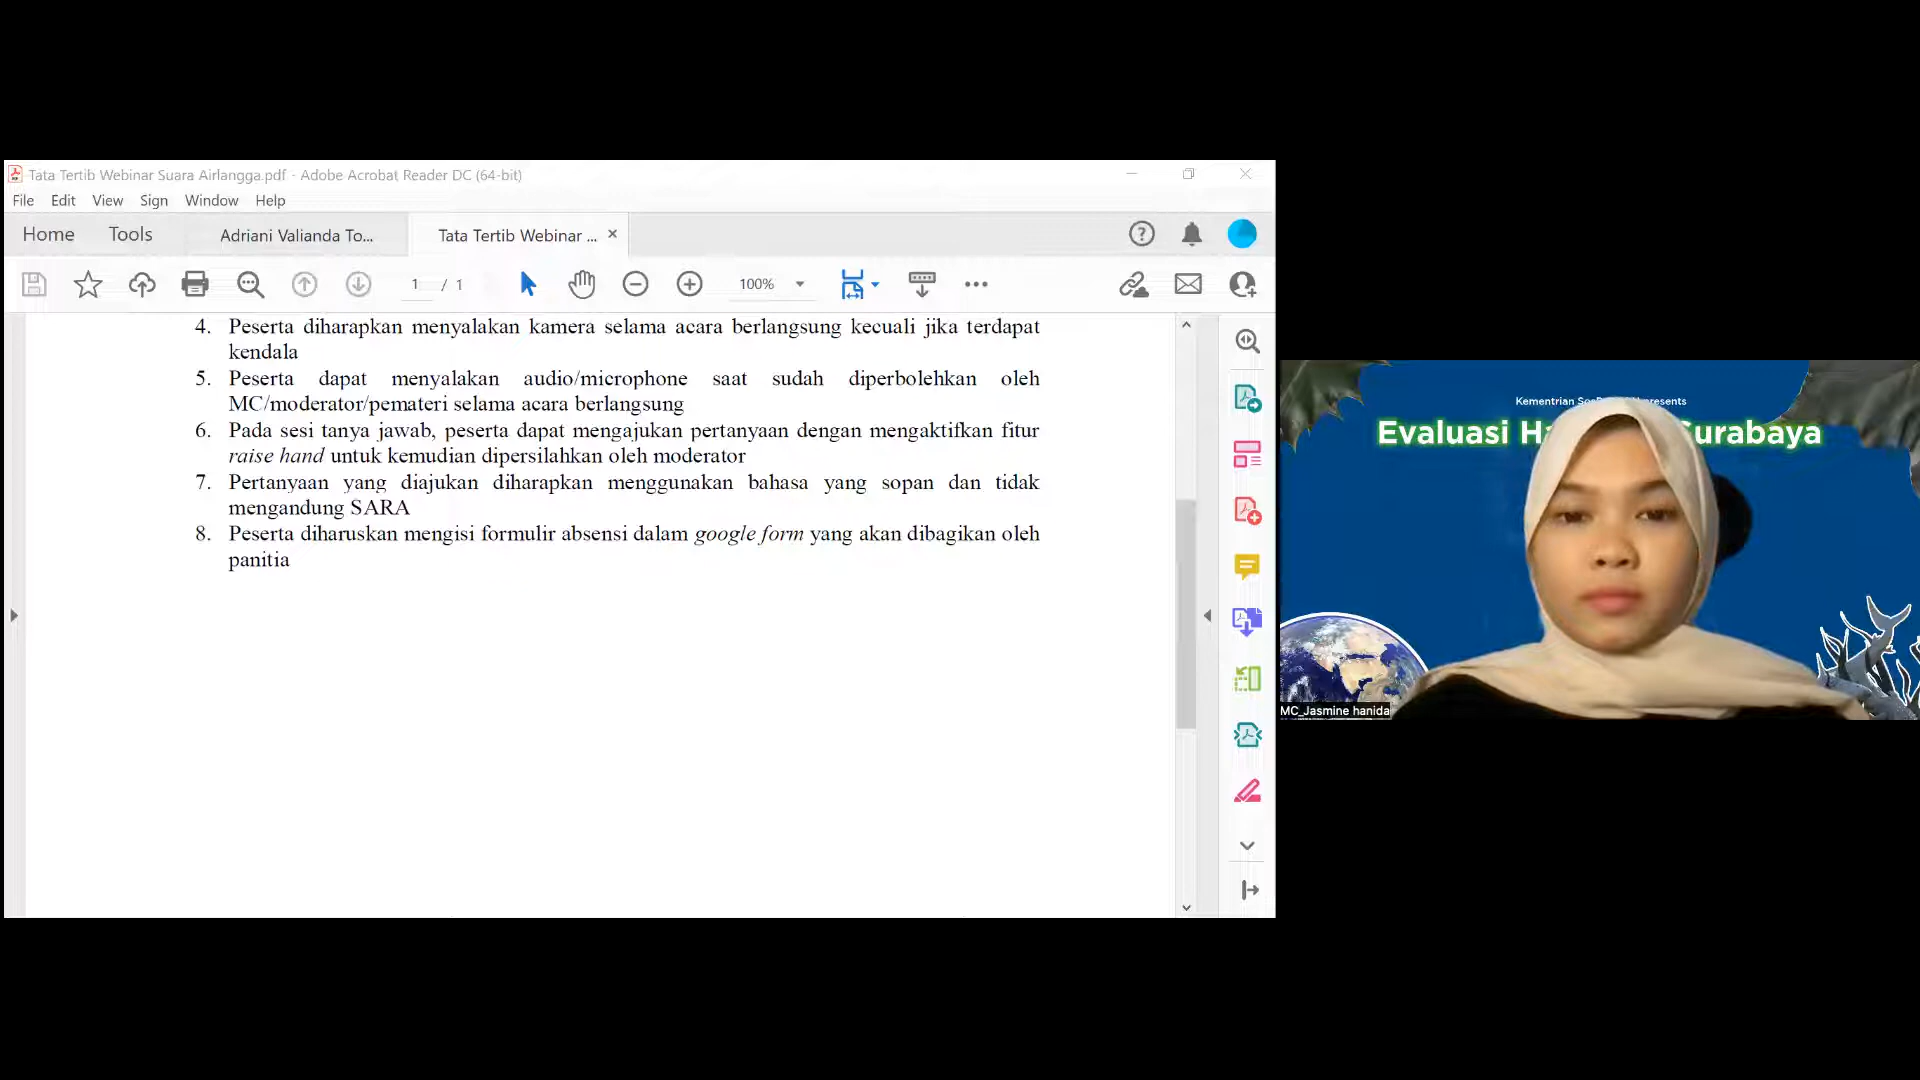 Tata Tertib Webinar Suara Airlangga.pdf - Adobe Acrobat Reader DC (64-bit)
File Edit View Sign Window Help
Home Tools Adriani Valianda To... Tata Tertib Webinar ...
1 / 1 100%
4. Peserta diharapkan menyalakan kamera selama acara berlangsung kecuali jika terdapat
kendala
5. Peserta dapat menyalakan audio/microphone saat sudah diperbolehkan oleh
MC/moderator/pemateri selama acara berlangsung
6. Pada sesi tanya jawab, peserta dapat mengajukan pertanyaan dengan mengaktifkan fitur
raise hand untuk kemudian dipersilahkan oleh moderator
7. Pertanyaan yang diajukan diharapkan menggunakan bahasa yang sopan dan tidak
mengandung SARA
8. Peserta diharuskan mengisi formulir absensi dalam google form yang akan dibagikan oleh
panitia
Kementrian
Evaluasi Surabaya
MC_Jasmine hanida